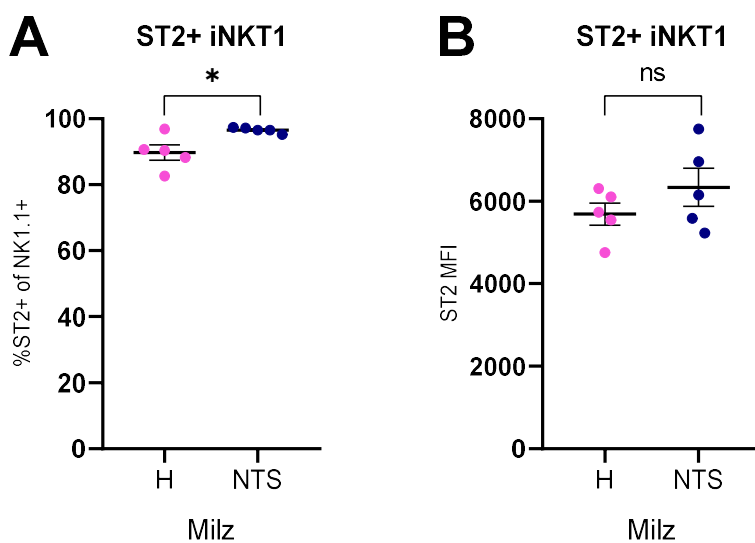 A
ST2+ iNKT1
*
%ST2+ of NK1.1+
100
80
60
40
20
0
H NTS
Milz
B
ST2+ iNKT1
ns
ST2 MFI
8000
6000
4000
2000
0
H NTS
Milz